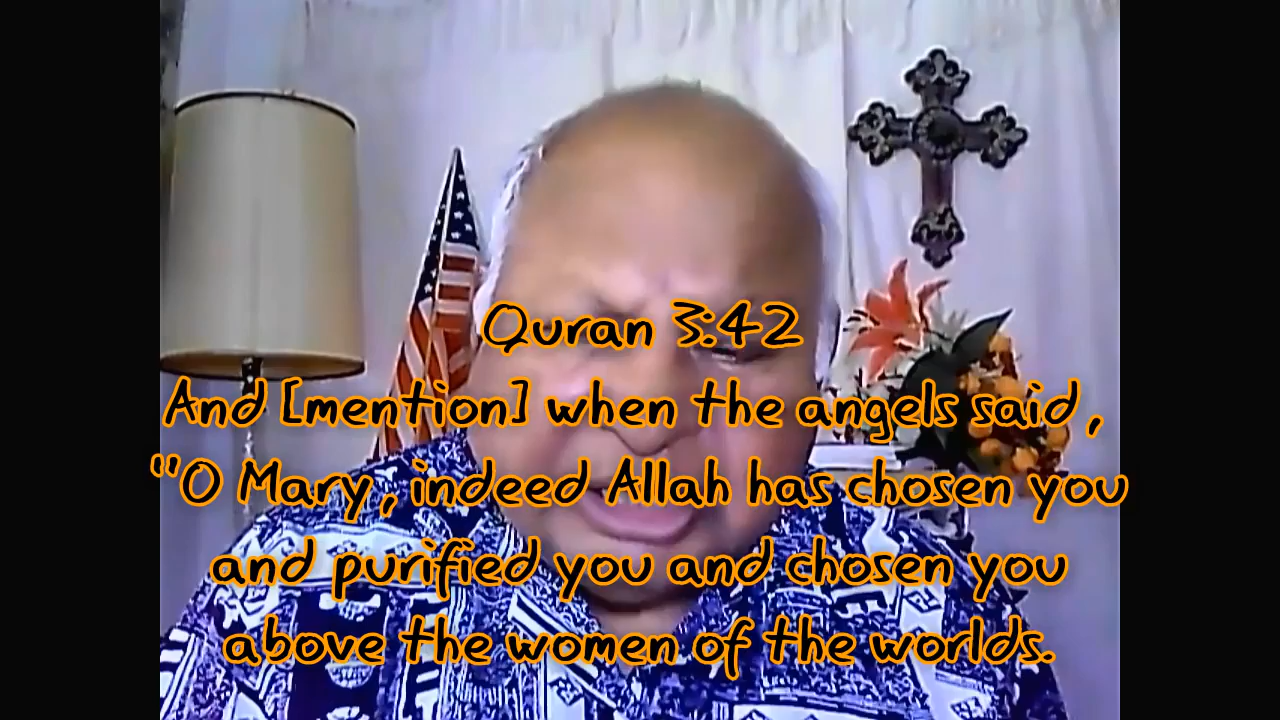 Quran 3:42
And [mention] when the angels said,
"O Mary, indeed Allah has chosen you
and purified you and chosen you
above the women of the worlds.